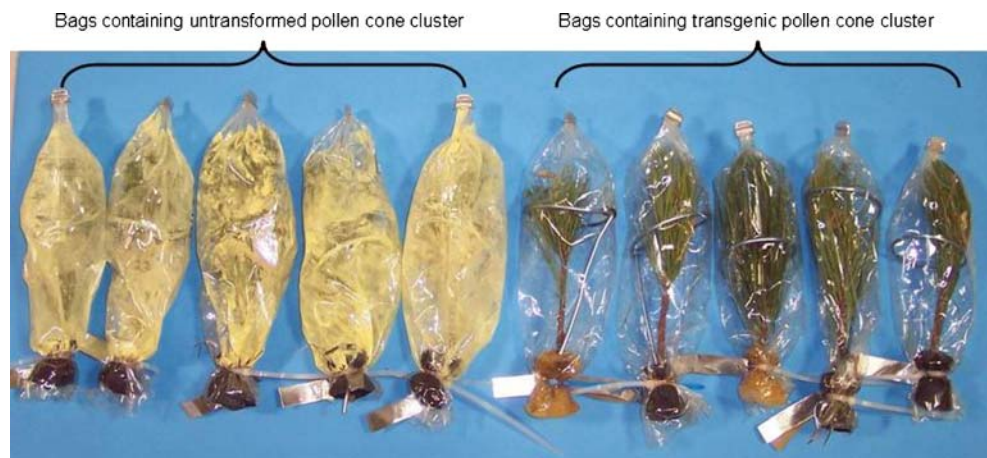 Bags containing untransformed pollen cone cluster
Bags containing transgenic pollen cone cluster